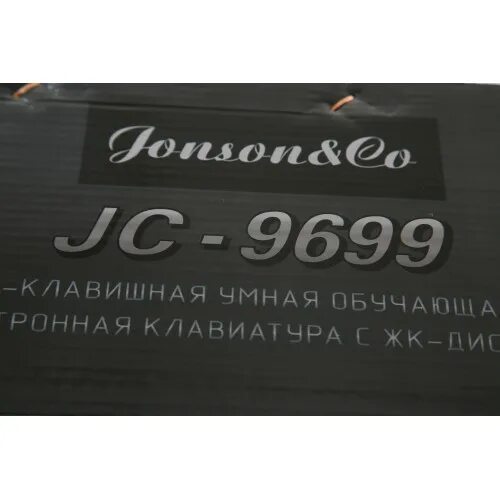 Jonson&Co
JC - 9699
-КЛАВИШНАЯ УМНАЯ ОБУЧАЮЩА
ТРОННАЯ КЛАВИАТУРА С ЖК-ДИС